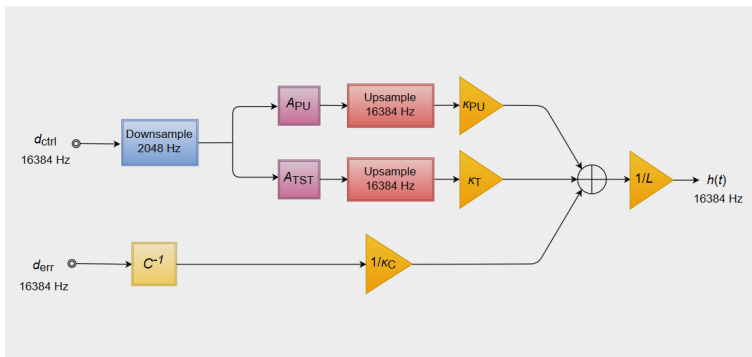 d_ctrl
16384 Hz
Downsample
2048 Hz
A_PU
Upsample
16384 Hz
κ_PU
A_TST
Upsample
16384 Hz
κ_T
1/L
h(t)
16384 Hz
d_err
16384 Hz
C⁻¹
1/κ_C